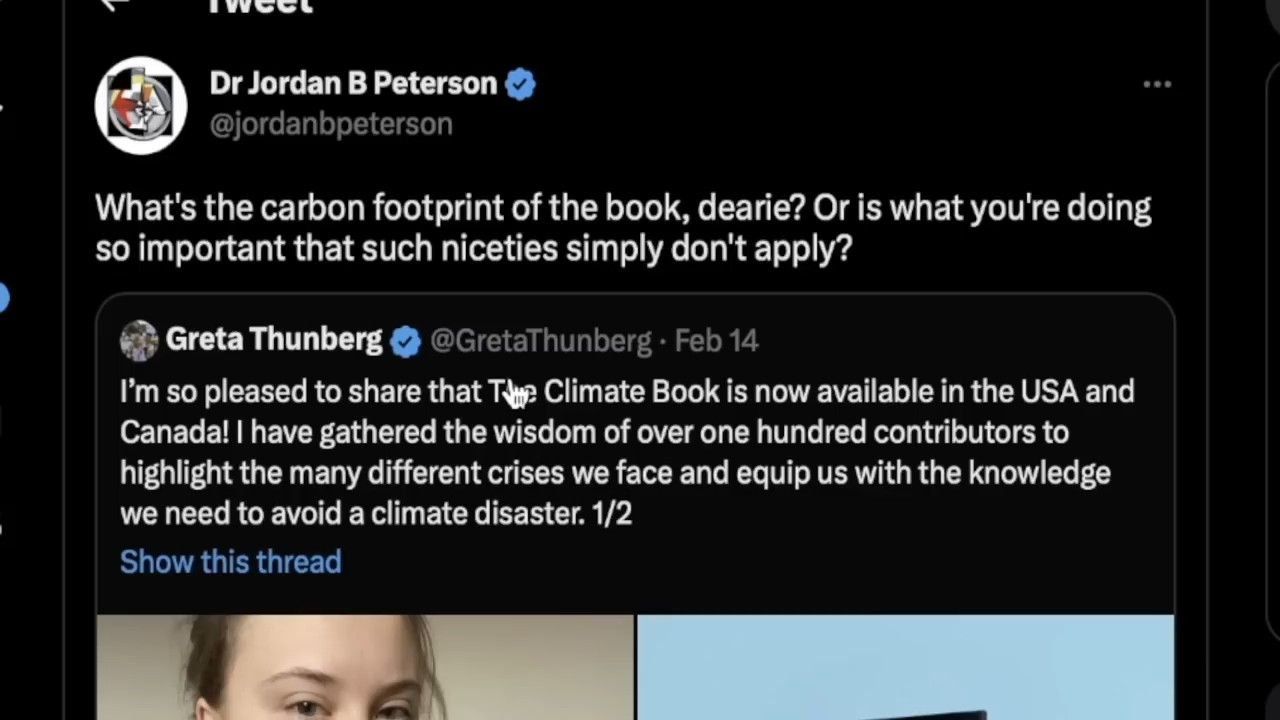 Tweet
Dr Jordan B Peterson
@jordanbpeterson
What's the carbon footprint of the book, dearie? Or is what you're doing
so important that such niceties simply don't apply?
Greta Thunberg @GretaThunberg · Feb 14
I'm so pleased to share that The Climate Book is now available in the USA and
Canada! I have gathered the wisdom of over one hundred contributors to
highlight the many different crises we face and equip us with the knowledge
we need to avoid a climate disaster. 1/2
Show this thread